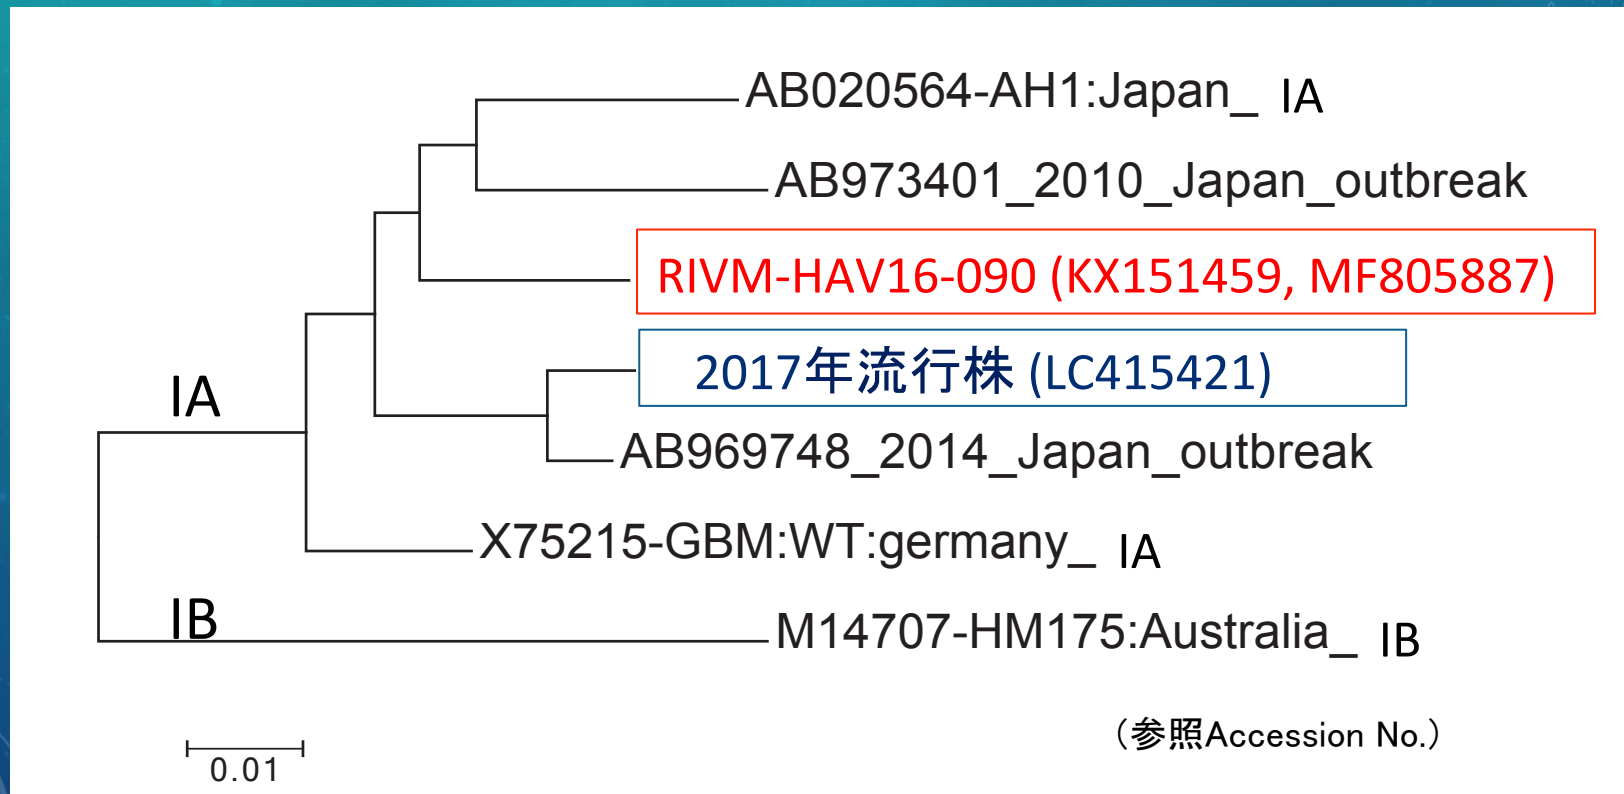 AB020564-AH1:Japan_ IA
AB973401_2010_Japan_outbreak
RIVM-HAV16-090 (KX151459, MF805887)
2017年流行株 (LC415421)
IA
AB969748_2014_Japan_outbreak
X75215-GBM:WT:germany_ IA
IB
M14707-HM175:Australia_ IB
(参照Accession No.)
0.01